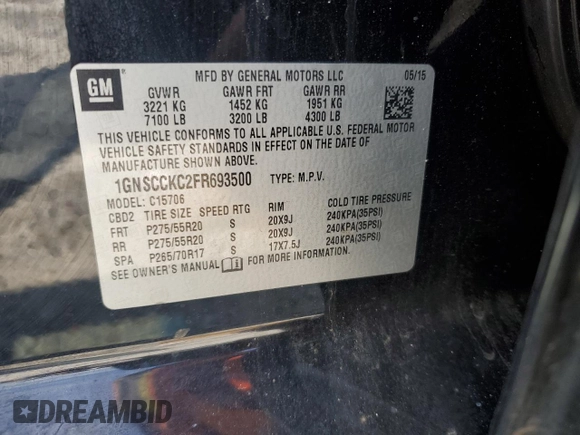 GM
MFD BY GENERAL MOTORS LLC 05/15
GVWR GAWR FRT GAWR RR
3221 KG 1452 KG 1951 KG
7100 LB 3200 LB 4300 LB
THIS VEHICLE CONFORMS TO ALL APPLICABLE U.S. FEDERAL MOTOR
VEHICLE SAFETY STANDARDS IN EFFECT ON THE DATE OF
MANUFACTURE SHOWN ABOVE.
1GNSCCKC2FR693500 TYPE: M.P.V.
MODEL: C15706
CBD2 TIRE SIZE SPEED RTG RIM COLD TIRE PRESSURE
FRT P275/55R20 S 20X9J 240KPA(35PSI)
RR P275/55R20 S 20X9J 240KPA(35PSI)
SPA P265/70R17 S 17X7.5J 240KPA(35PSI)
SEE OWNER'S MANUAL FOR MORE INFORMATION.
DREAMBID